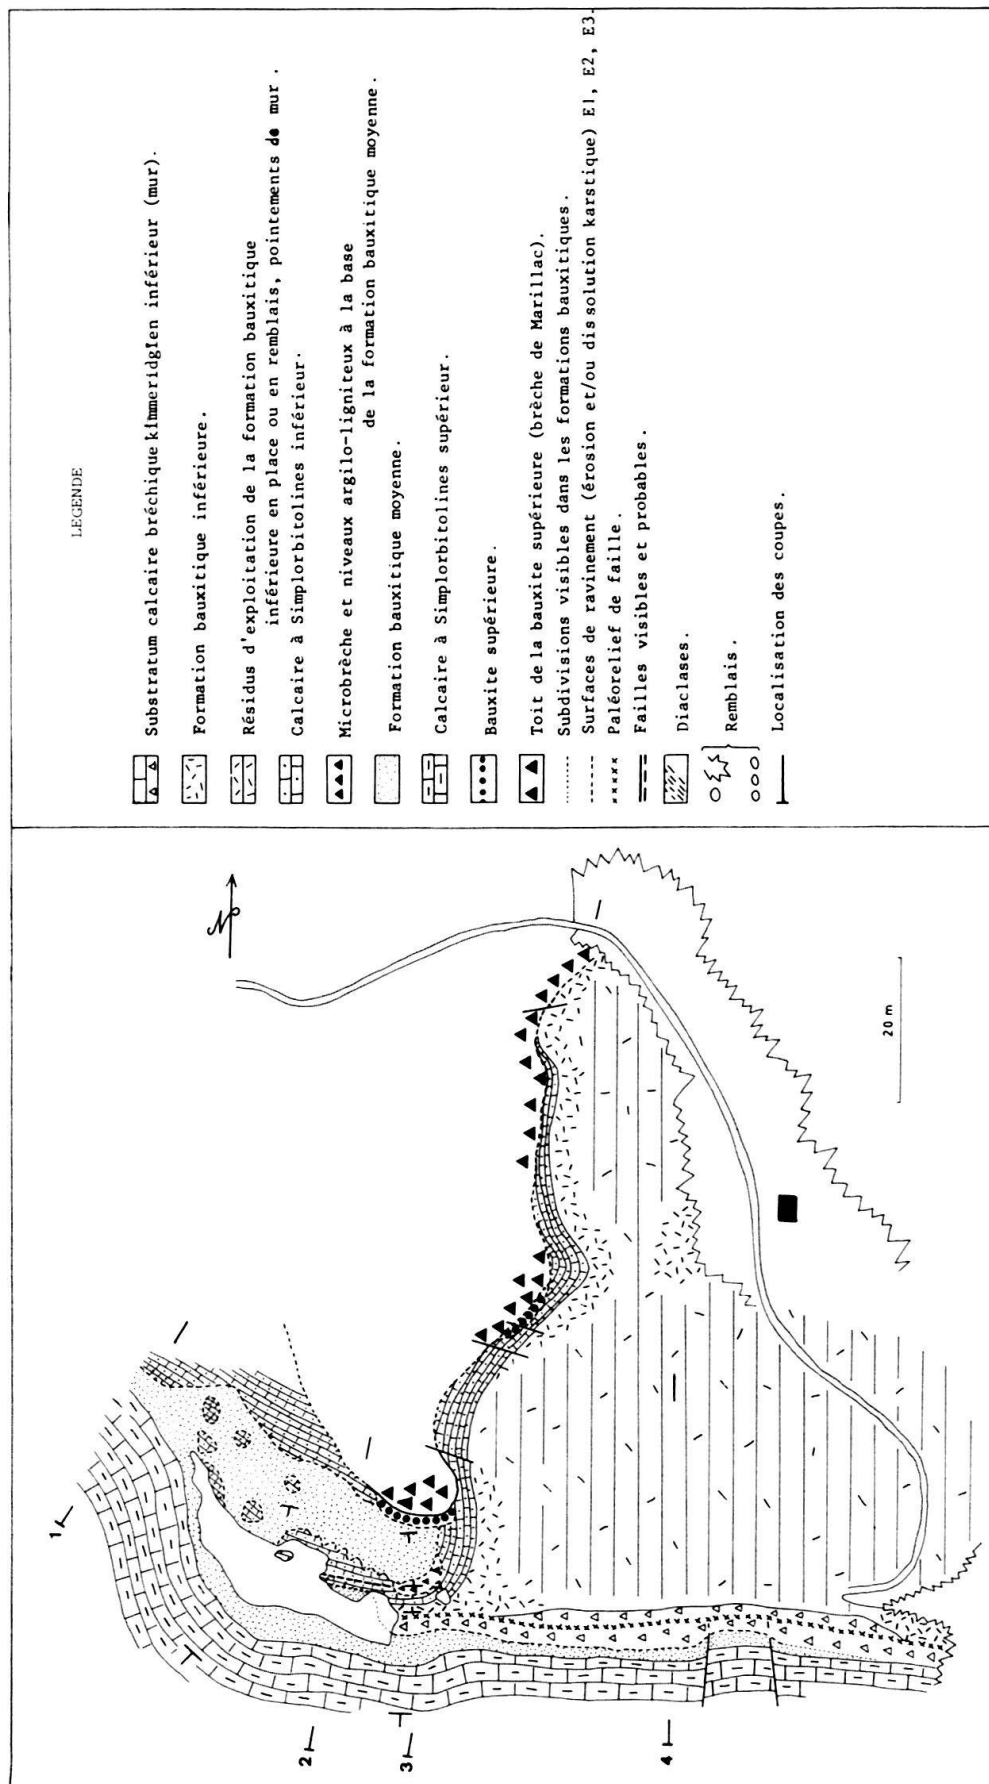 LEGENDE
Substratum calcaire bréchique kimmeridgien inférieur (mur).
Formation bauxitique inférieure.
Résidus d'exploitation de la formation bauxitique
inférieure en place ou en remblais, pointements de mur.
Calcaire à Simplorbitolines inférieur.
Microbrèche et niveaux argilo-ligniteux à la base
de la formation bauxitique moyenne.
Formation bauxitique moyenne.
Calcaire à Simplorbitolines supérieur.
Bauxite supérieure.
Toit de la bauxite supérieure (brèche de Marillac).
Subdivisions visibles dans les formations bauxitiques.
Surfaces de ravinement (érosion et/ou dissolution karstique) E1, E2, E3.
Paléorelief de faille.
Failles visibles et probables.
Diaclases.
Remblais.
Localisation des coupes.
N
20 m
1
2
3
4